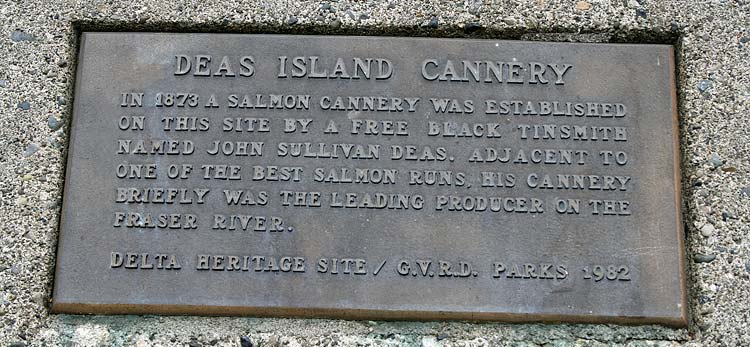 DEAS ISLAND CANNERY
IN 1873 A SALMON CANNERY WAS ESTABLISHED
ON THIS SITE BY A FREE BLACK TINSMITH
NAMED JOHN SULLIVAN DEAS. ADJACENT TO
ONE OF THE BEST SALMON RUNS, HIS CANNERY
BRIEFLY WAS THE LEADING PRODUCER ON THE
FRASER RIVER.
DELTA HERITAGE SITE / G.V.R.D. PARKS 1982